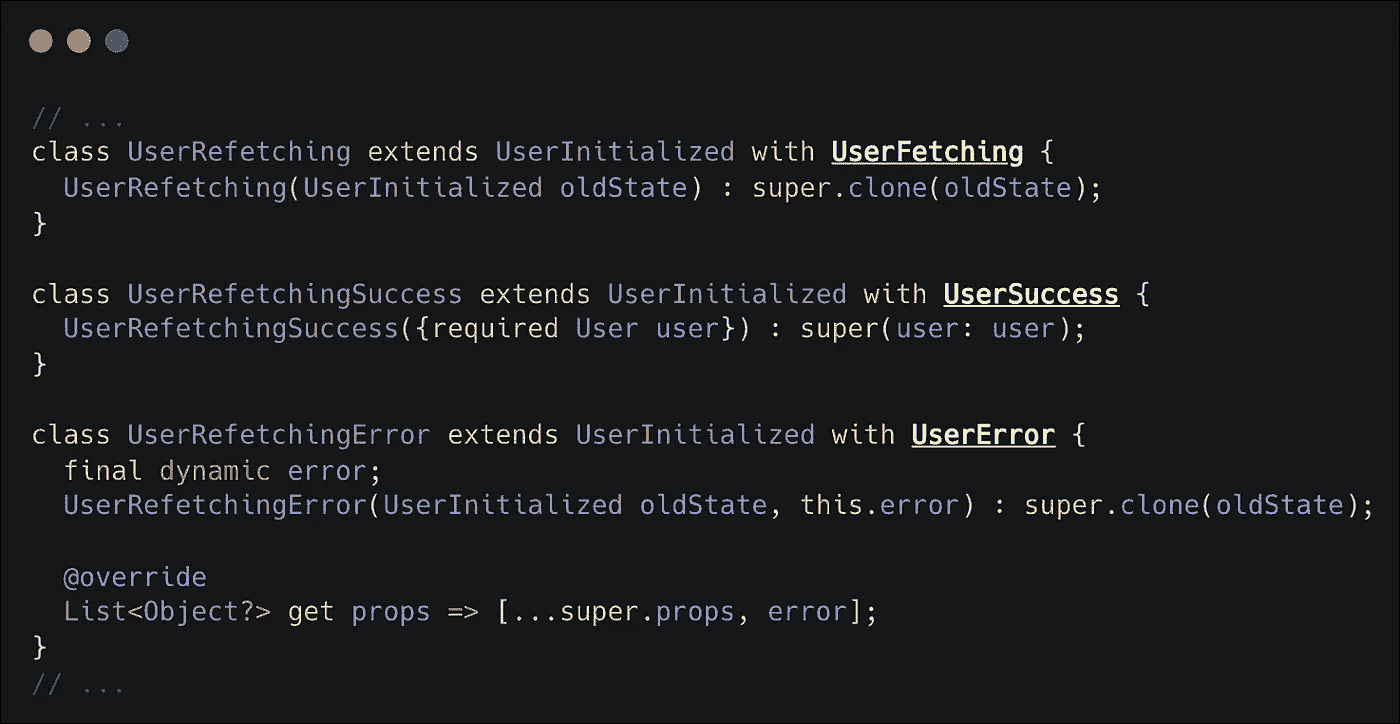 // ...
class UserRefetching extends UserInitialized with UserFetching {
  UserRefetching(UserInitialized oldState) : super.clone(oldState);
}

class UserRefetchingSuccess extends UserInitialized with UserSuccess {
  UserRefetchingSuccess({required User user}) : super(user: user);
}

class UserRefetchingError extends UserInitialized with UserError {
  final dynamic error;
  UserRefetchingError(UserInitialized oldState, this.error) : super.clone(oldState);

  @override
  List<Object?> get props => [...super.props, error];
}
// ...